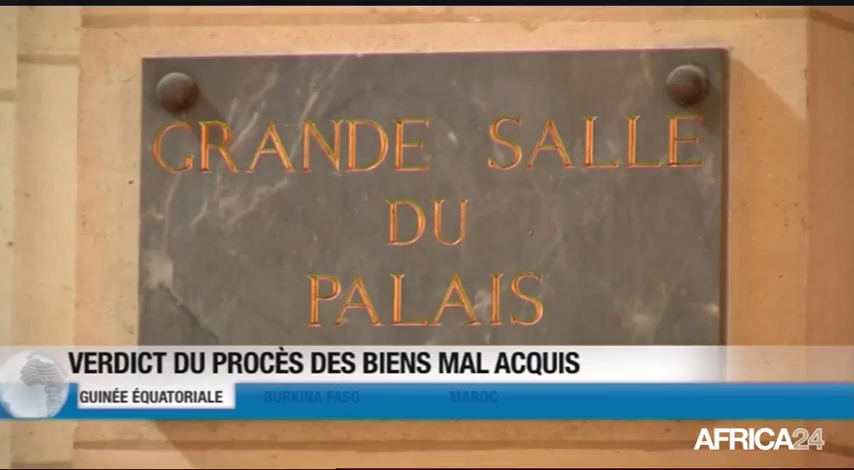 GRANDE SALLE
DU
PALAIS
VERDICT DU PROCÈS DES BIENS MAL ACQUIS
GUINÉE ÉQUATORIALE BURKINA FASO MAROC
AFRICA24